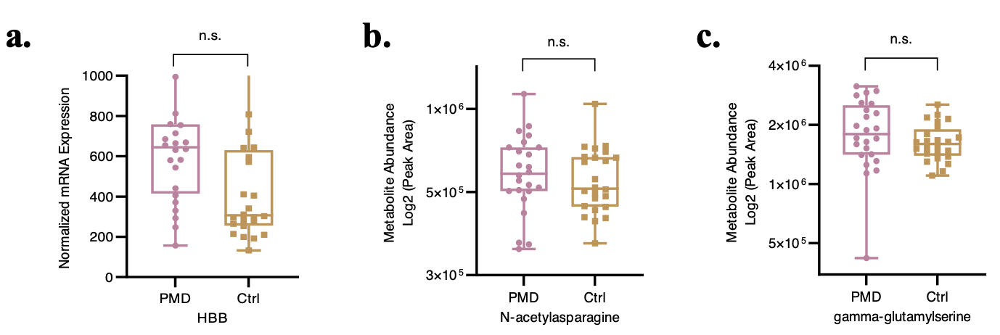 a.
n.s.
Normalized mRNA Expression
1000
800
600
400
200
0
PMD
Ctrl
HBB
b.
n.s.
Metabolite Abundance
Log2 (Peak Area)
1×10⁶
5×10⁵
3×10⁵
PMD
Ctrl
N-acetylasparagine
c.
n.s.
Metabolite Abundance
Log2 (Peak Area)
4×10⁶
2×10⁶
1×10⁶
5×10⁵
PMD
Ctrl
gamma-glutamylserine